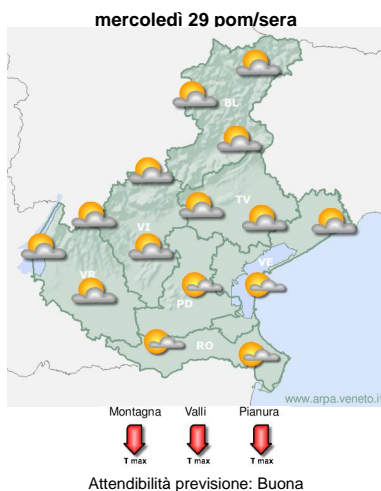 mercoledì 29 pom/sera
BL
TV
VI
VE
VR
PD
RO
www.arpa.veneto.it
Montagna Valli Pianura
T max T max T max
Attendibilità previsione: Buona